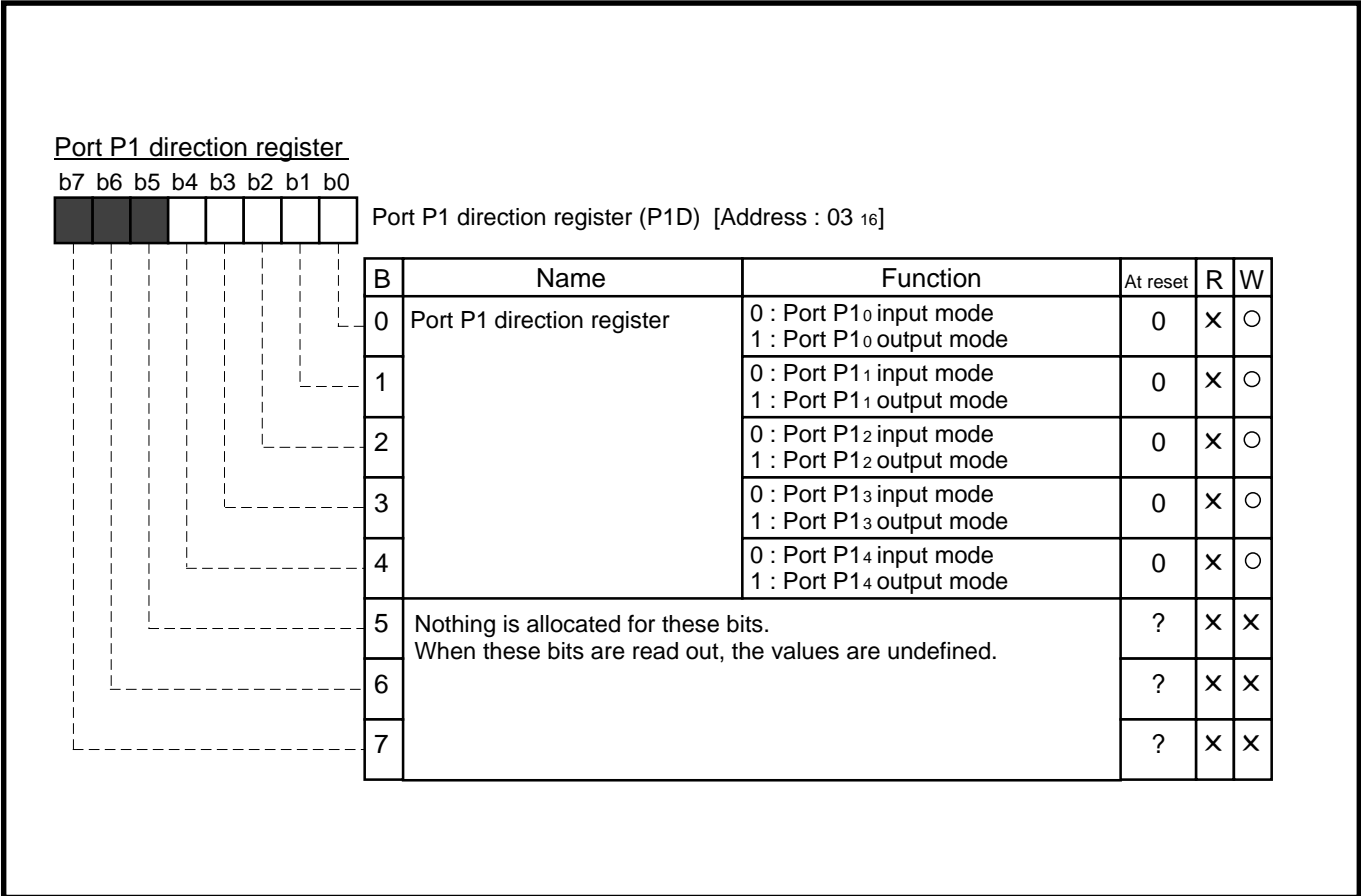 Port P1 direction register
b7 b6 b5 b4 b3 b2 b1 b0
Port P1 direction register (P1D) [Address : 03 16]
B Name Function At reset R W
0 Port P1 direction register 0 : Port P10 input mode 0 × ○
1 : Port P10 output mode
1 0 : Port P11 input mode 0 × ○
1 : Port P11 output mode
2 0 : Port P12 input mode 0 × ○
1 : Port P12 output mode
3 0 : Port P13 input mode 0 × ○
1 : Port P13 output mode
4 0 : Port P14 input mode 0 × ○
1 : Port P14 output mode
5 Nothing is allocated for these bits. ? × ×
When these bits are read out, the values are undefined.
6 ? × ×
7 ? × ×